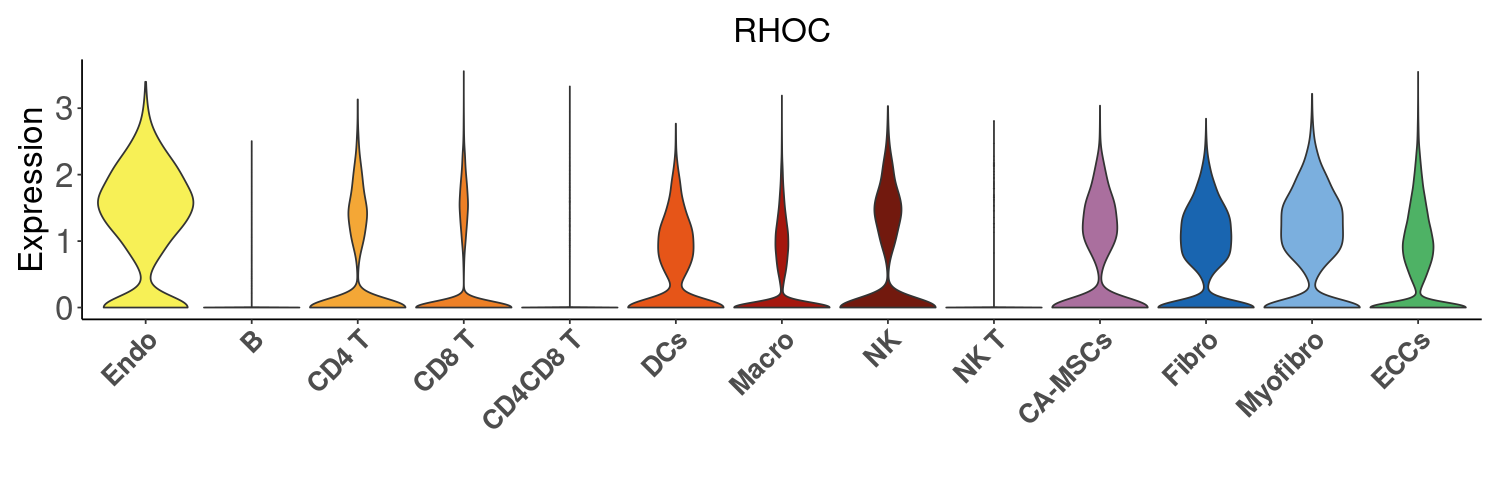 RHOC
Expression
3
2
1
0
Endo
B
CD4 T
CD8 T
CD4CD8 T
DCs
Macro
NK
NK T
CA-MSCs
Fibro
Myofibro
ECCs